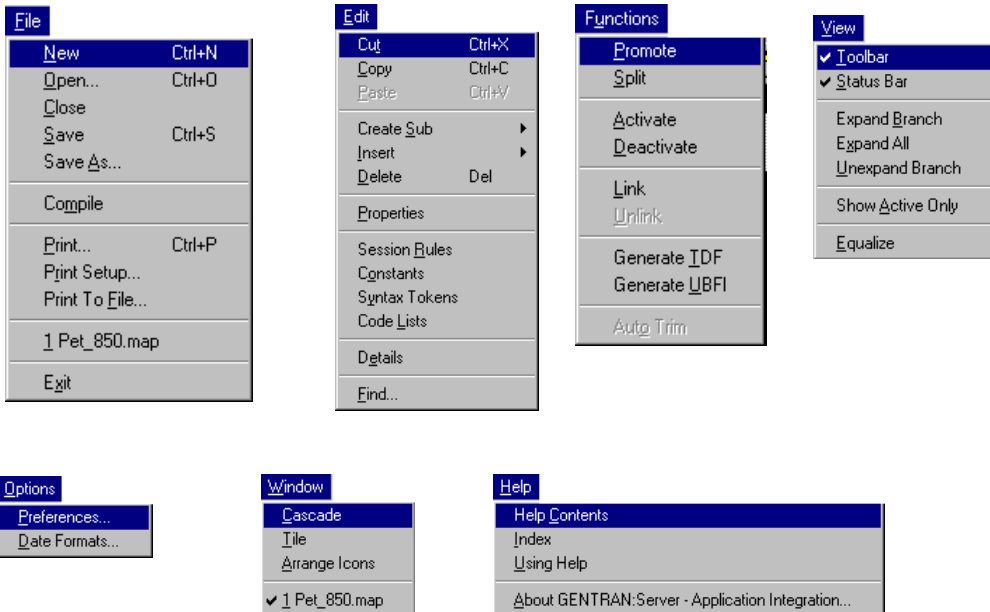 File
New Ctrl+N
Open... Ctrl+O
Close
Save Ctrl+S
Save As...
Compile
Print... Ctrl+P
Print Setup...
Print To File...
1 Pet_850.map
Exit
Edit
Cut Ctrl+X
Copy Ctrl+C
Paste Ctrl+V
Create Sub
Insert
Delete Del
Properties
Session Rules
Constants
Syntax Tokens
Code Lists
Details
Find...
Functions
Promote
Split
Activate
Deactivate
Link
Unlink
Generate TDF
Generate UBFI
Auto Trim
View
Toolbar
Status Bar
Expand Branch
Expand All
Unexpand Branch
Show Active Only
Equalize
Options
Preferences...
Date Formats...
Window
Cascade
Tile
Arrange Icons
1 Pet_850.map
Help
Help Contents
Index
Using Help
About GENTRAN:Server - Application Integration...